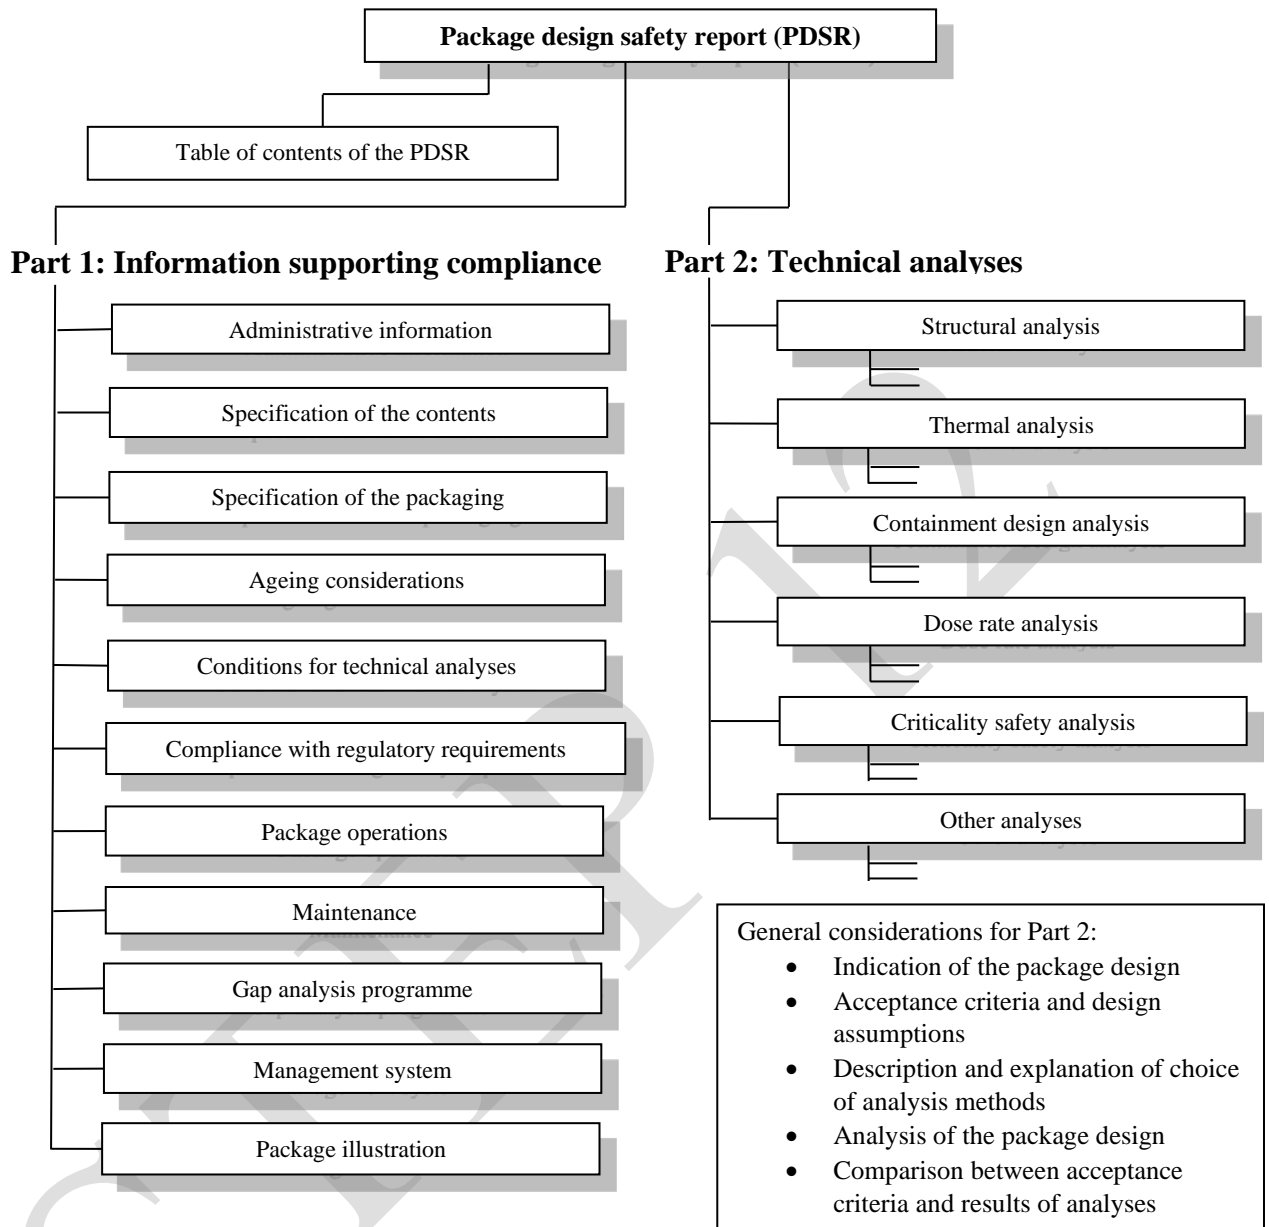 Package design safety report (PDSR)
Table of contents of the PDSR
Part 1: Information supporting compliance
Administrative information
Specification of the contents
Specification of the packaging
Ageing considerations
Conditions for technical analyses
Compliance with regulatory requirements
Package operations
Maintenance
Gap analysis programme
Management system
Package illustration
Part 2: Technical analyses
Structural analysis
Thermal analysis
Containment design analysis
Dose rate analysis
Criticality safety analysis
Other analyses
General considerations for Part 2:
• Indication of the package design
• Acceptance criteria and design
assumptions
• Description and explanation of choice
of analysis methods
• Analysis of the package design
• Comparison between acceptance
criteria and results of analyses
STEP 12